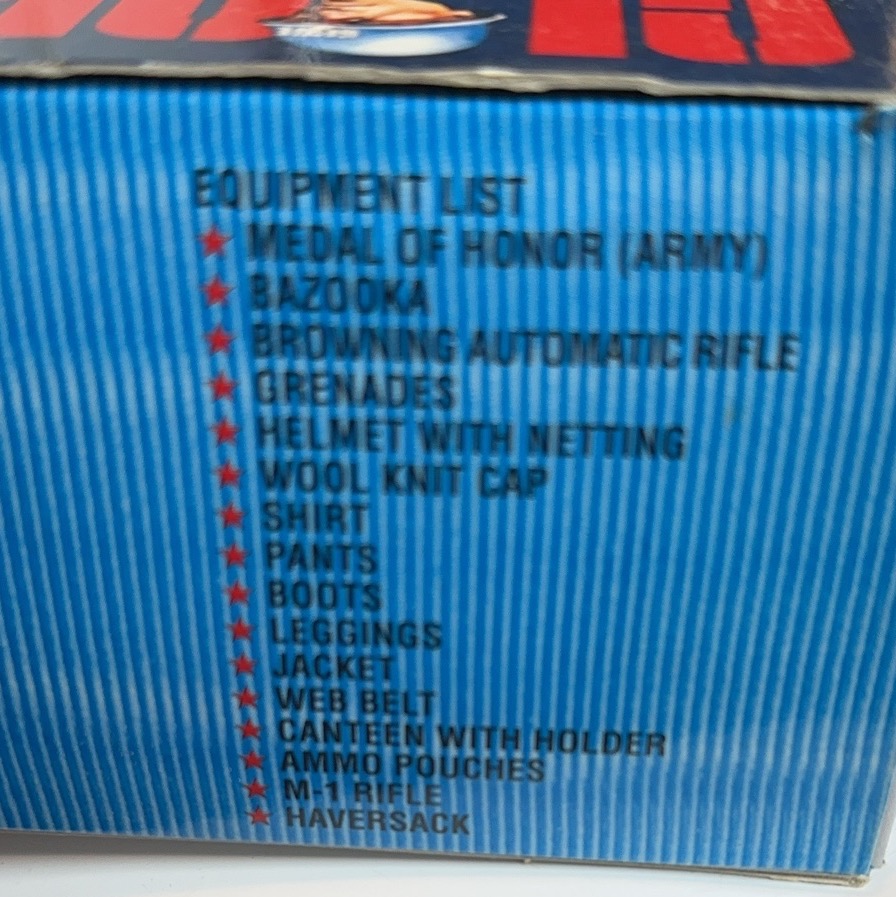 EQUIPMENT LIST
★ MEDAL OF HONOR (ARMY)
★ BAZOOKA
★ BROWNING AUTOMATIC RIFLE
★ GRENADES
★ HELMET WITH NETTING
★ WOOL KNIT CAP
★ SHIRT
★ PANTS
★ BOOTS
★ LEGGINGS
★ JACKET
★ WEB BELT
★ CANTEEN WITH HOLDER
★ AMMO POUCHES
★ M-1 RIFLE
★ HAVERSACK